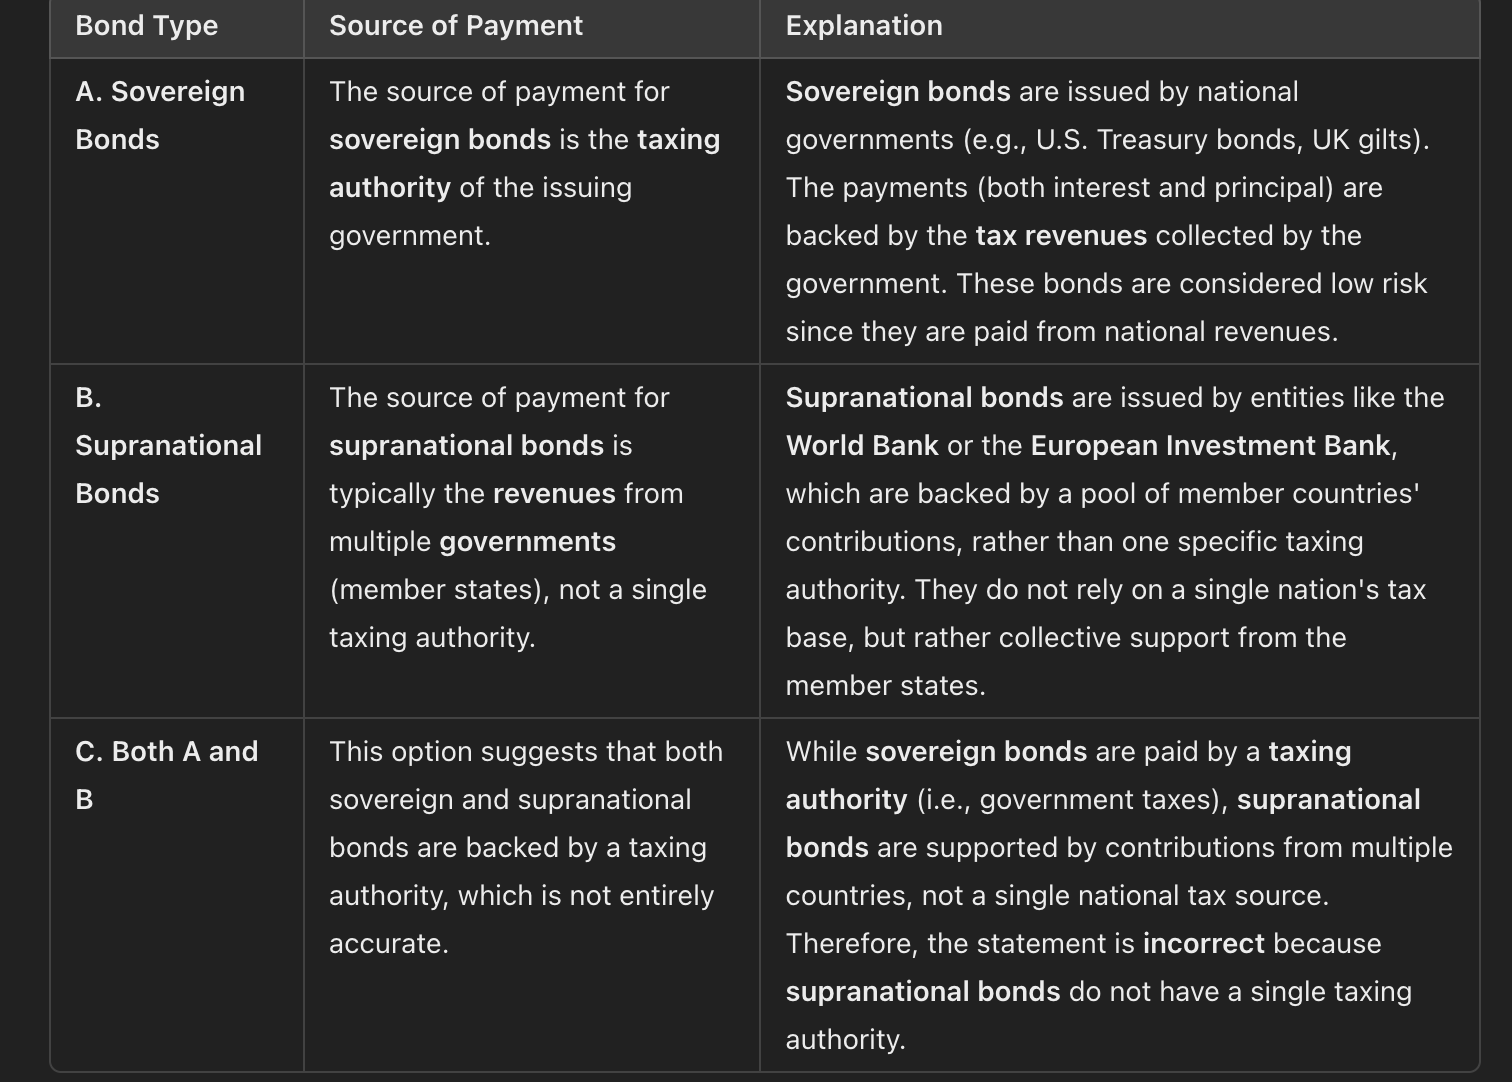 Bond Type
Source of Payment
Explanation
A. Sovereign
Bonds
The source of payment for
sovereign bonds is the taxing
authority of the issuing
government.
Sovereign bonds are issued by national
governments (e.g., U.S. Treasury bonds, UK gilts).
The payments (both interest and principal) are
backed by the tax revenues collected by the
government. These bonds are considered low risk
since they are paid from national revenues.
B.
Supranational
Bonds
The source of payment for
supranational bonds is
typically the revenues from
multiple governments
(member states), not a single
taxing authority.
Supranational bonds are issued by entities like the
World Bank or the European Investment Bank,
which are backed by a pool of member countries'
contributions, rather than one specific taxing
authority. They do not rely on a single nation's tax
base, but rather collective support from the
member states.
C. Both A and
B
This option suggests that both
sovereign and supranational
bonds are backed by a taxing
authority, which is not entirely
accurate.
While sovereign bonds are paid by a taxing
authority (i.e., government taxes), supranational
bonds are supported by contributions from multiple
countries, not a single national tax source.
Therefore, the statement is incorrect because
supranational bonds do not have a single taxing
authority.